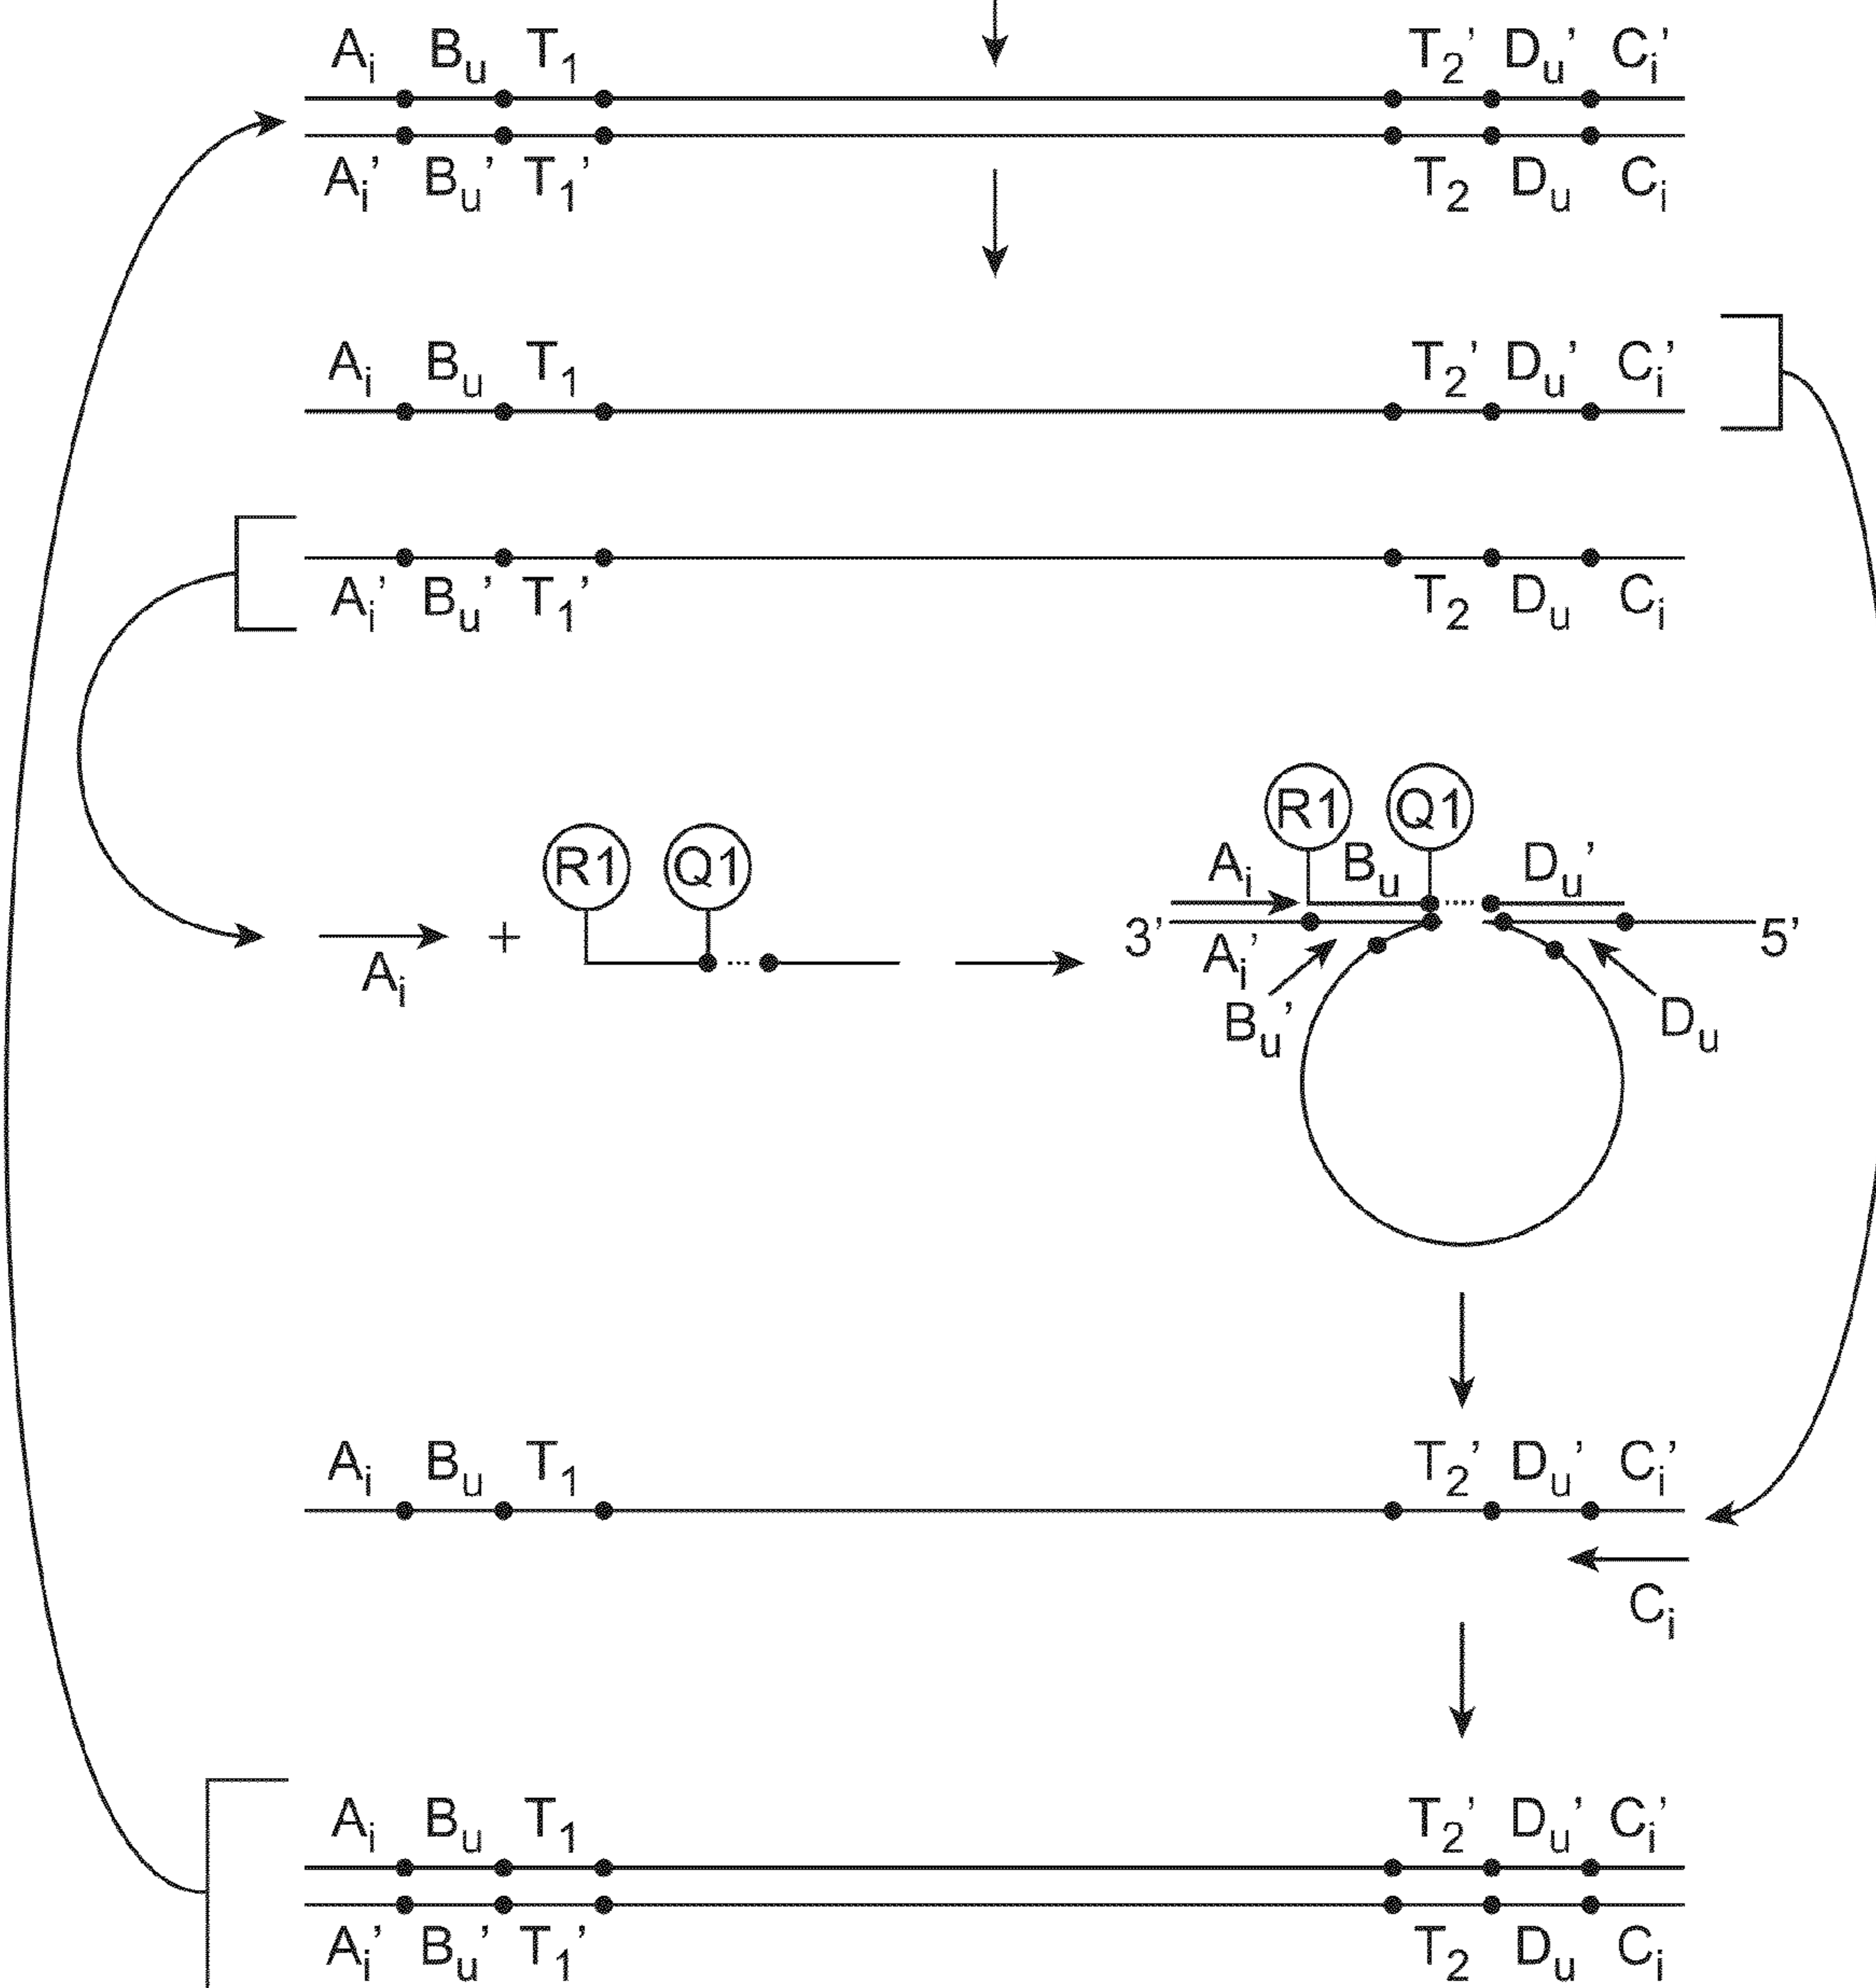 Aᵢ Bᵤ T₁ T₂’ Dᵤ’ Cᵢ’
Aᵢ’ Bᵤ’ T₁’ T₂ Dᵤ Cᵢ
Aᵢ Bᵤ T₁ T₂’ Dᵤ’ Cᵢ’
Aᵢ’ Bᵤ’ T₁’ T₂ Dᵤ Cᵢ
R1 Q1
Aᵢ Bᵤ Dᵤ’
R1 Q1
Aᵢ +
3’ Aᵢ’ 5’
Bᵤ’ Dᵤ
Aᵢ Bᵤ T₁ T₂’ Dᵤ’ Cᵢ’
Cᵢ
Aᵢ Bᵤ T₁ T₂’ Dᵤ’ Cᵢ’
Aᵢ’ Bᵤ’ T₁’ T₂ Dᵤ Cᵢ